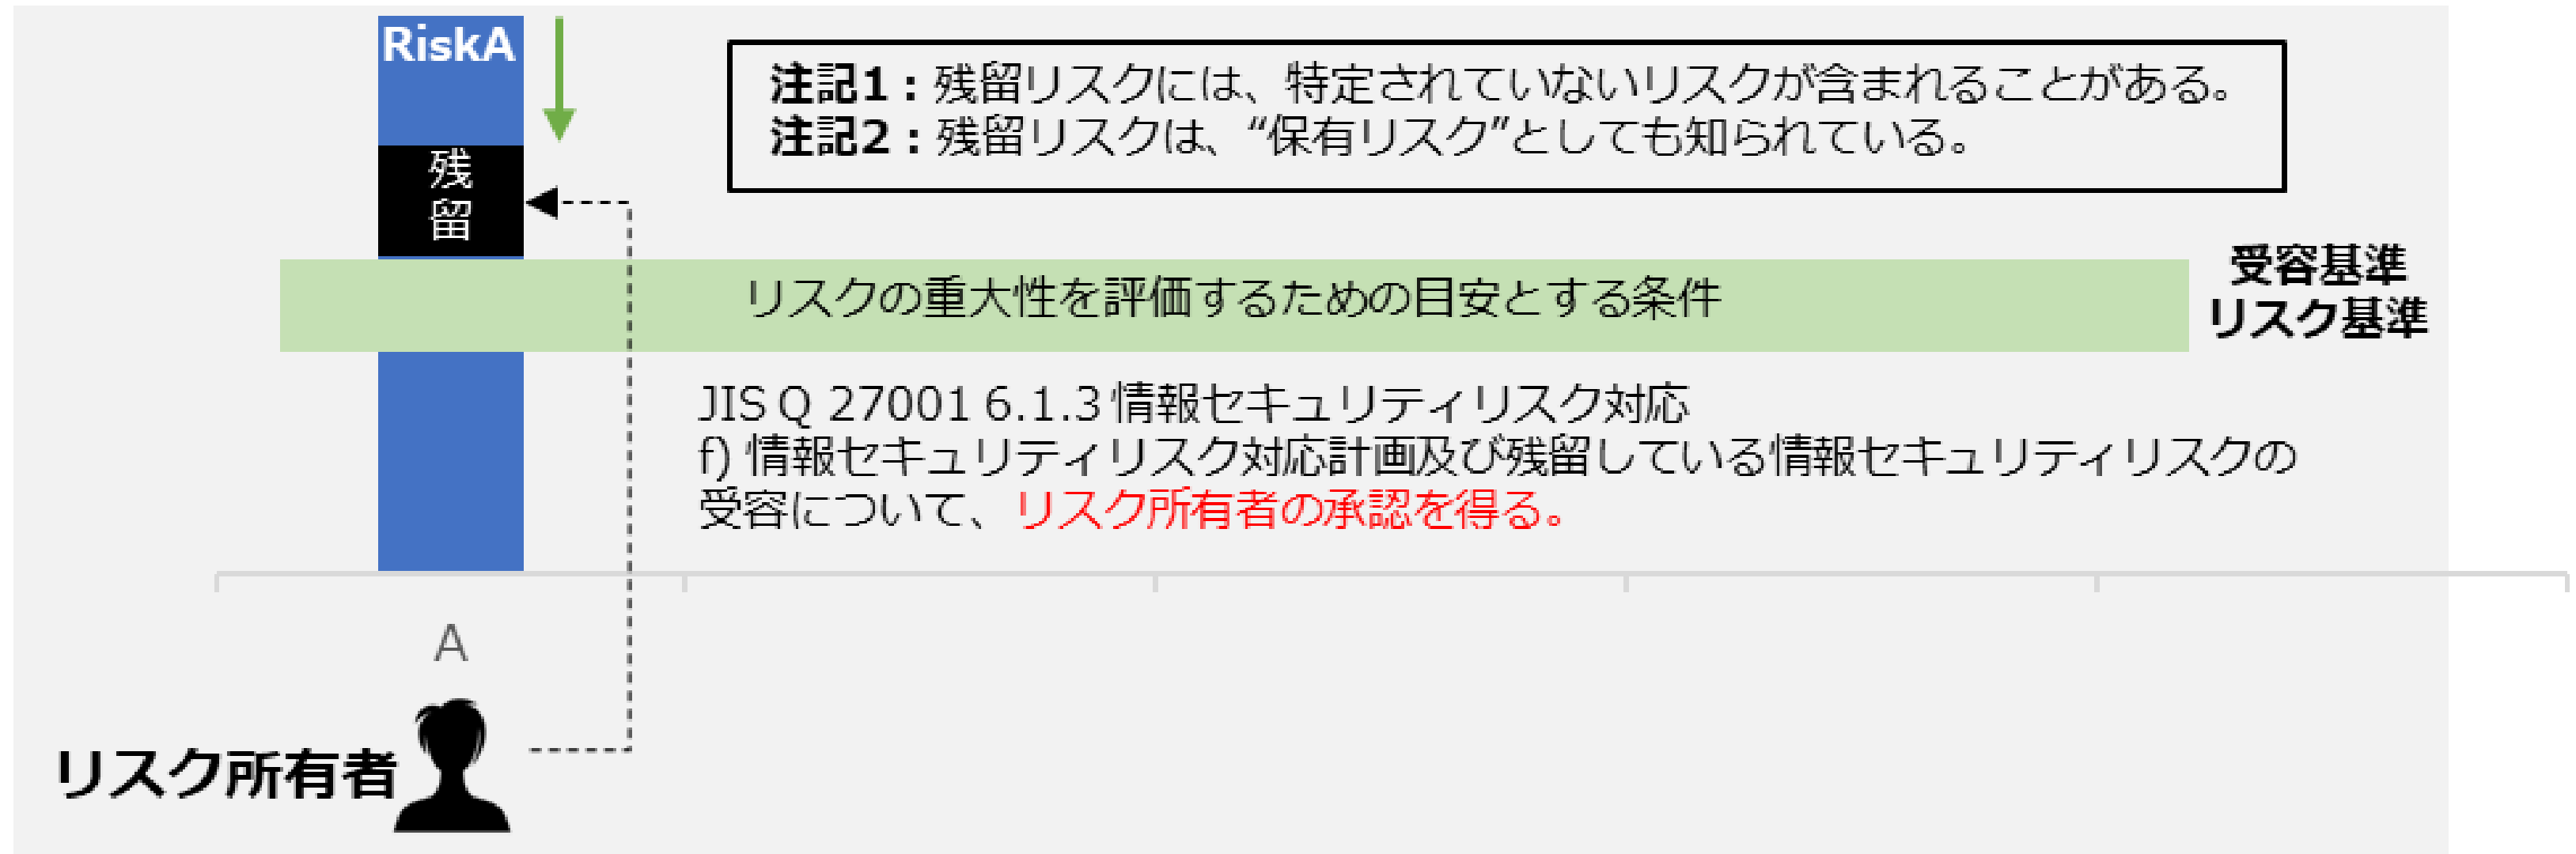 RiskA
注記1：残留リスクには、特定されていないリスクが含まれることがある。
注記2：残留リスクは、“保有リスク”としても知られている。
残
留
リスクの重大性を評価するための目安とする条件
受容基準
リスク基準
JIS Q 27001 6.1.3 情報セキュリティリスク対応
f) 情報セキュリティリスク対応計画及び残留している情報セキュリティリスクの
受容について、リスク所有者の承認を得る。
A
リスク所有者